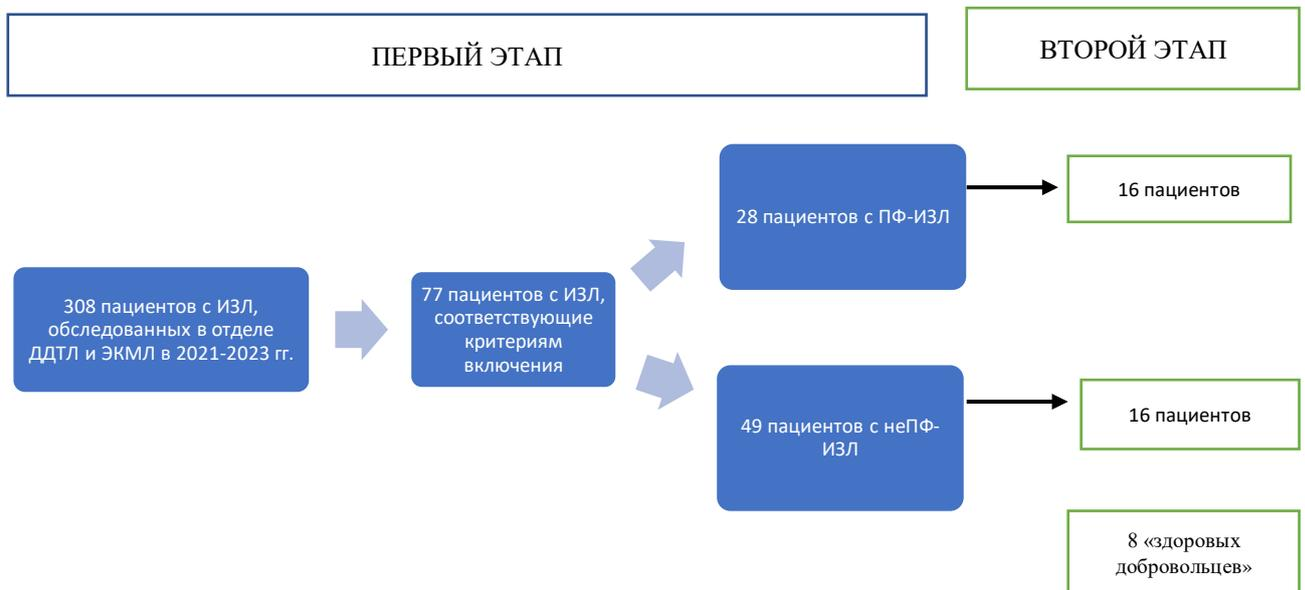 ПЕРВЫЙ ЭТАП
ВТОРОЙ ЭТАП
308 пациентов с ИЗЛ,
обследованных в отделе
ДДТЛ и ЭКМЛ в 2021-2023 гг.
77 пациентов с ИЗЛ,
соответствующие
критериям
включения
28 пациентов с ПФ-ИЗЛ
16 пациентов
49 пациентов с неПФ-
ИЗЛ
16 пациентов
8 «здоровых
добровольцев»